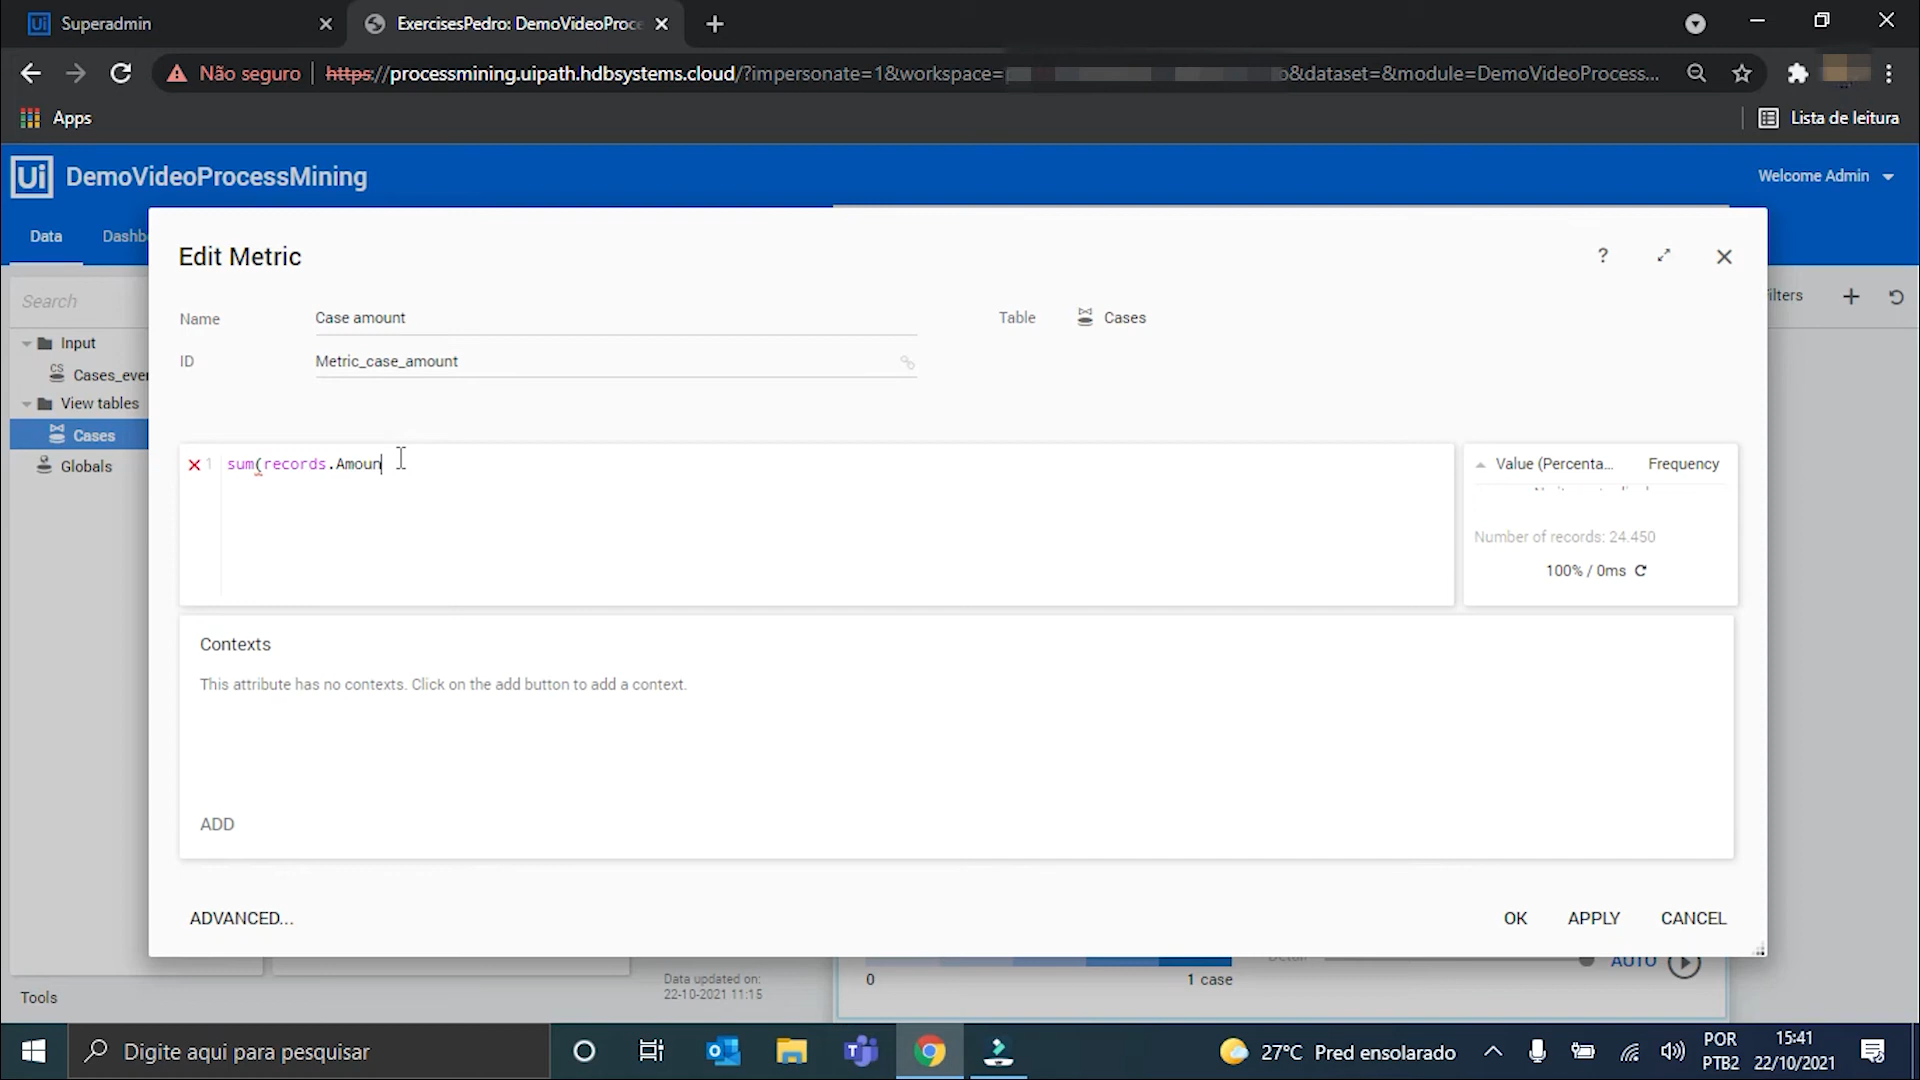 Superadmin
ExercisesPedro: DemoVideoProce
Não seguro
https://processmining.uipath.hdbsystems.cloud/?impersonate=1&workspace=
o&dataset=&module=DemoVideoProcess...
Apps
Lista de leitura
Ui DemoVideoProcessMining
Welcome Admin
Data
Dashb
Edit Metric
?
Search
ilters
Name
Case amount
Table
Cases
Input
ID
Metric_case_amount
Cases_ever
View tables
Cases
1 sum(records.Amoun
Value (Percenta...
Frequency
Globals
Number of records: 24.450
100% / 0ms
Contexts
This attribute has no contexts. Click on the add button to add a context.
ADD
ADVANCED...
OK
APPLY
CANCEL
AUTO
Data updated on:
22-10-2021 11:15
0
1 case
Tools
Digite aqui para pesquisar
27°C Pred ensolarado
POR
PTB2
15:41
22/10/2021